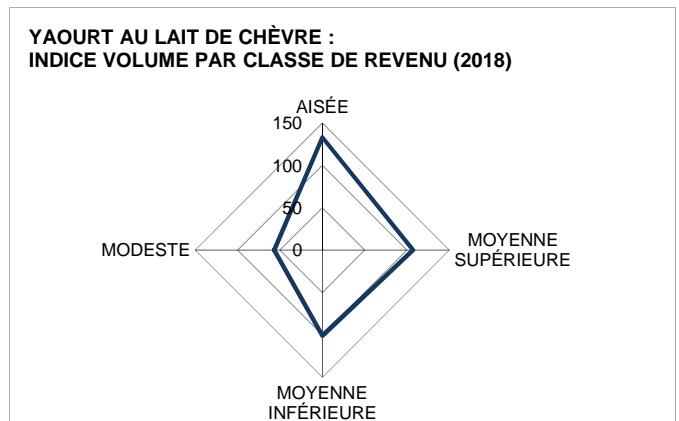 YAOURT AU LAIT DE CHÈVRE :
INDICE VOLUME PAR CLASSE DE REVENU (2018)
AISÉE
150
100
50
0
MODESTE
MOYENNE
SUPÉRIEURE
MOYENNE
INFÉRIEURE